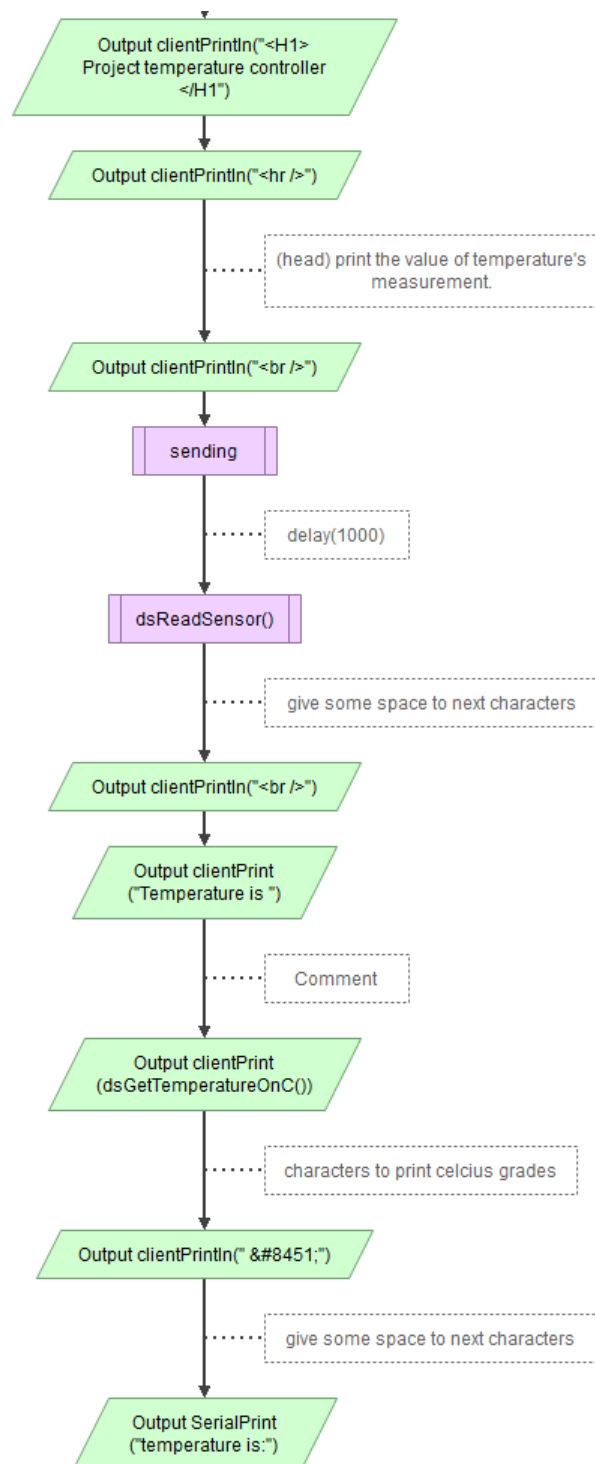 Output clientPrintln("<H1>
Project temperature controller
</H1")
Output clientPrintln("<hr />")
(head) print the value of temperature's
measurement.
Output clientPrintln("<br />")
sending
delay(1000)
dsReadSensor()
give some space to next characters
Output clientPrintln("<br />")
Output clientPrint
("Temperature is ")
Comment
Output clientPrint
(dsGetTemperatureOnC())
characters to print celcius grades
Output clientPrintln(" &#8451;")
give some space to next characters
Output SerialPrint
("temperature is:")